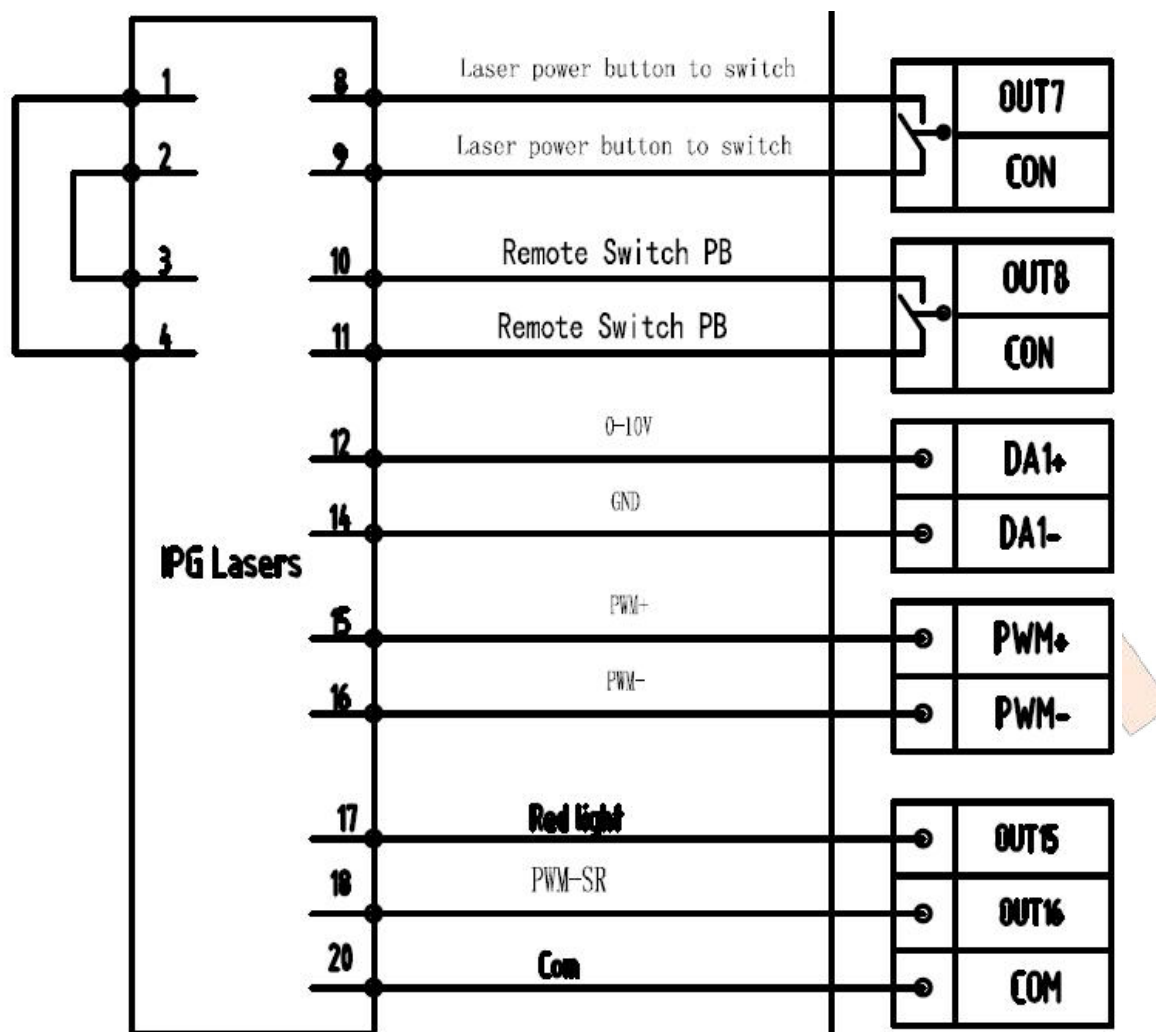 1 8 Laser power button to switch OUT7
2 9 Laser power button to switch CON
3 10 Remote Switch PB OUT8
4 11 Remote Switch PB CON
12 0-10V DA1+
14 GND DA1-
IPG Lasers
15 PWM+ PWM+
16 PWM- PWM-
17 Red light OUT15
18 PWM-SR OUT16
20 Com COM